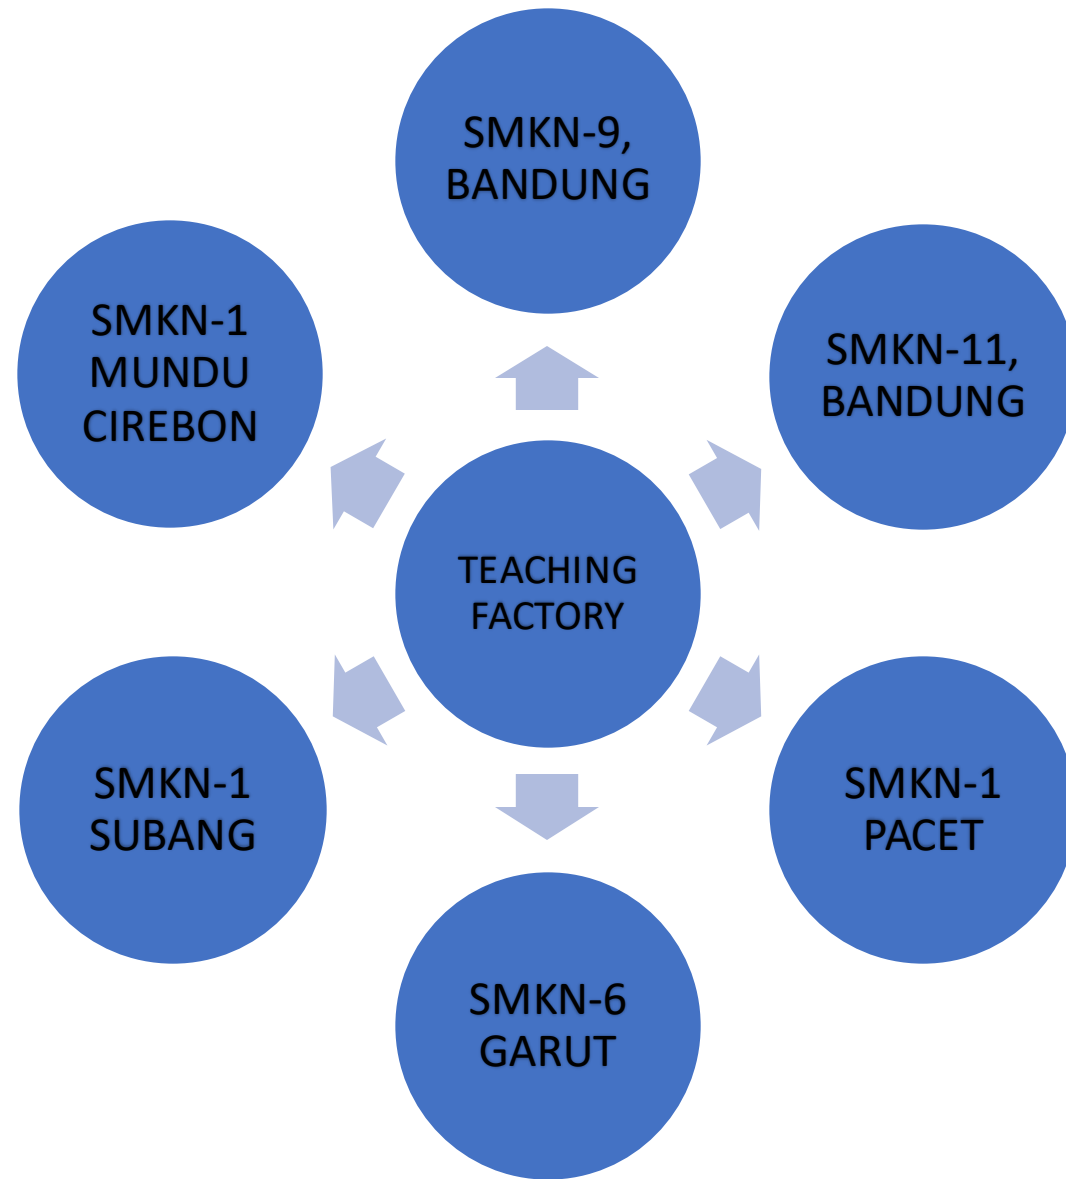 SMKN-9,
BANDUNG
SMKN-11,
BANDUNG
SMKN-1
PACET
SMKN-6
GARUT
SMKN-1
SUBANG
SMKN-1
MUNDU
CIREBON
TEACHING
FACTORY